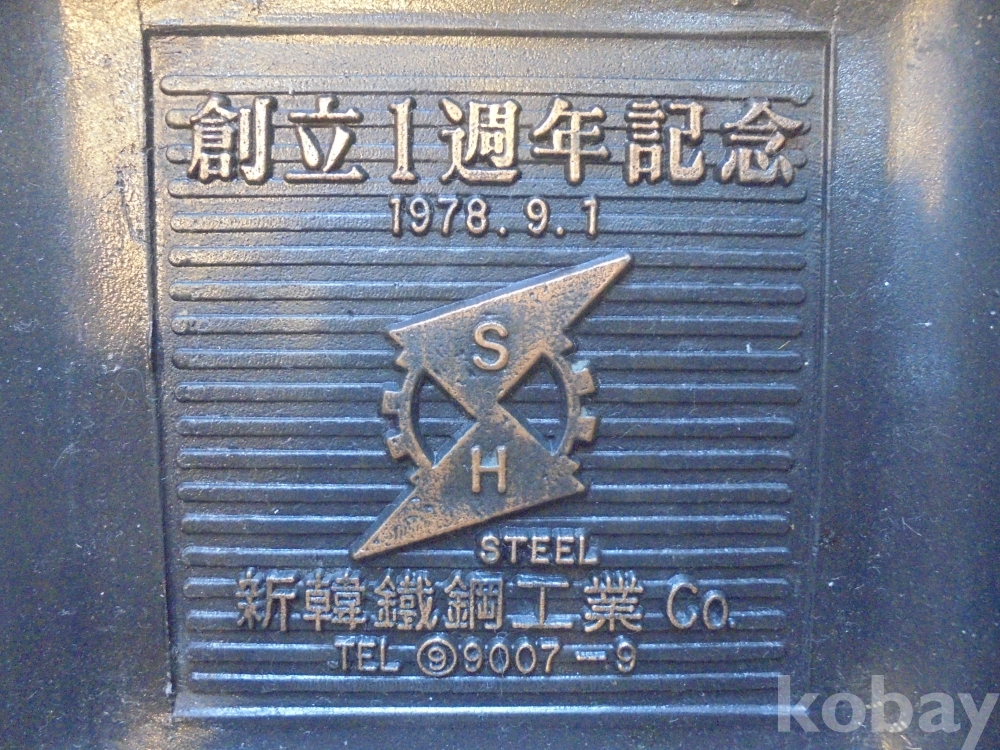 創立1週年記念
1978.9.1
S
H
STEEL
新韓鐵鋼工業 Co.
TEL ⑨9007-9
kobay